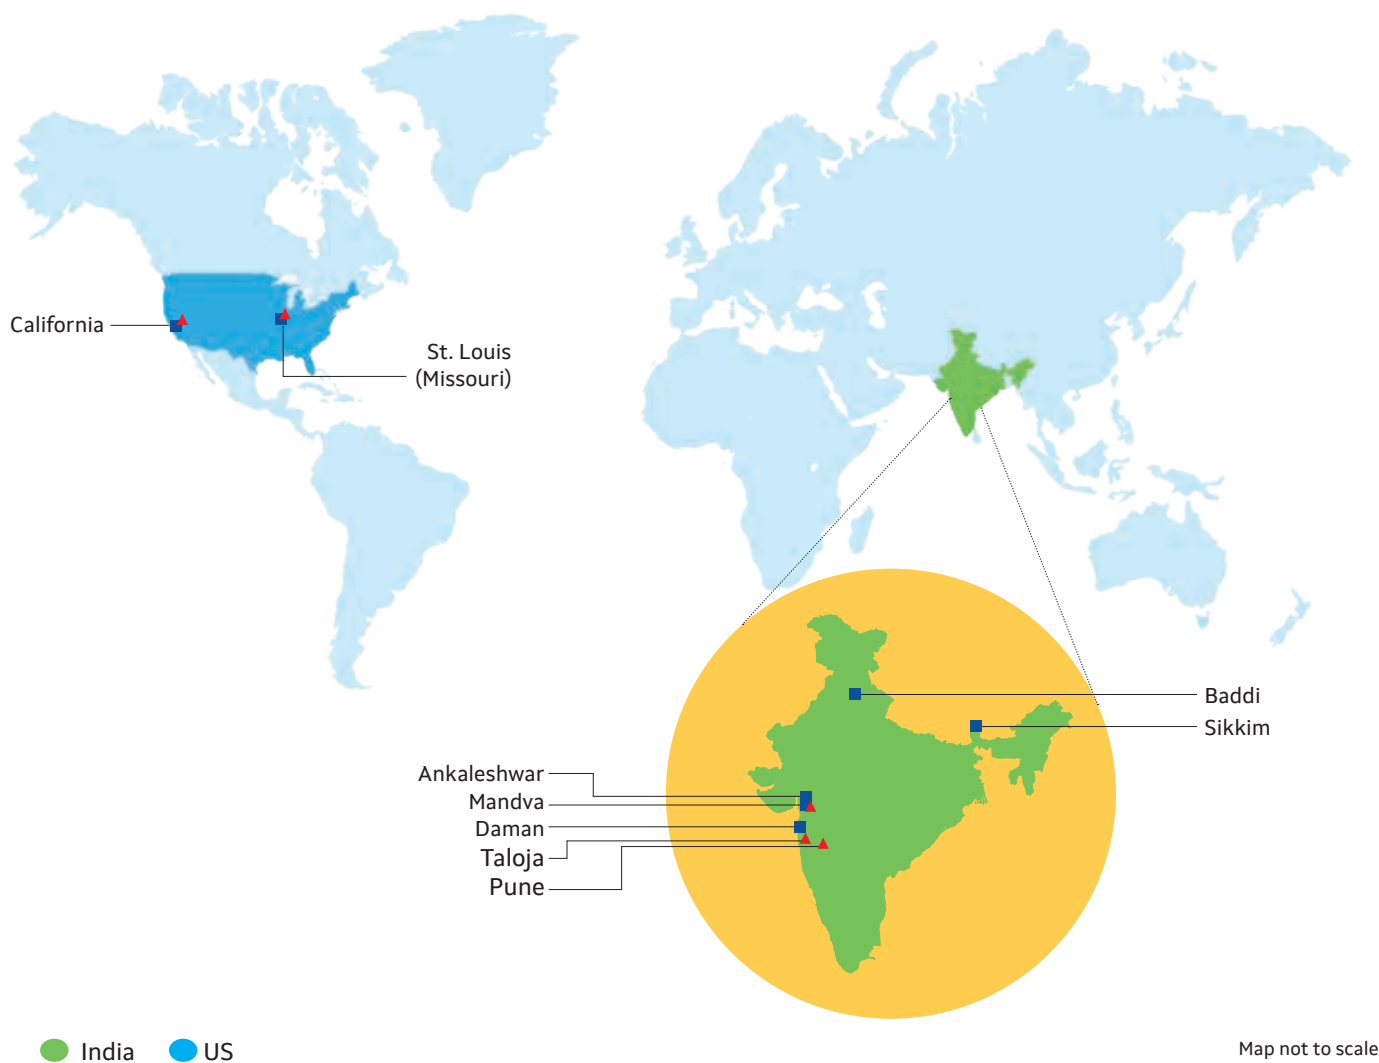 California
St. Louis
(Missouri)
Baddi
Sikkim
Ankaleshwar
Mandva
Daman
Taloja
Pune
India
US
Map not to scale